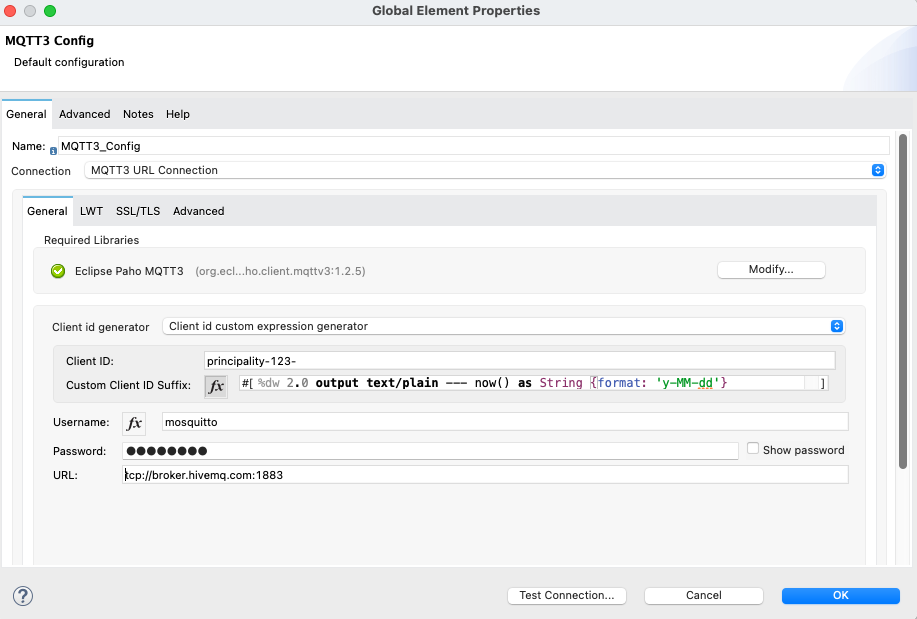 Global Element Properties
MQTT3 Config
Default configuration
General Advanced Notes Help
Name: MQTT3_Config
Connection MQTT3 URL Connection
General LWT SSL/TLS Advanced
Required Libraries
Eclipse Paho MQTT3 (org.ecl...ho.client.mqttv3:1.2.5) Modify...
Client id generator Client id custom expression generator
Client ID: principality-123-
Custom Client ID Suffix: fx #[ %dw 2.0 output text/plain --- now() as String {format: 'y-MM-dd'} ]
Username: fx mosquitto
Password: ●●●●●●●● Show password
URL: tcp://broker.hivemq.com:1883
? Test Connection... Cancel OK